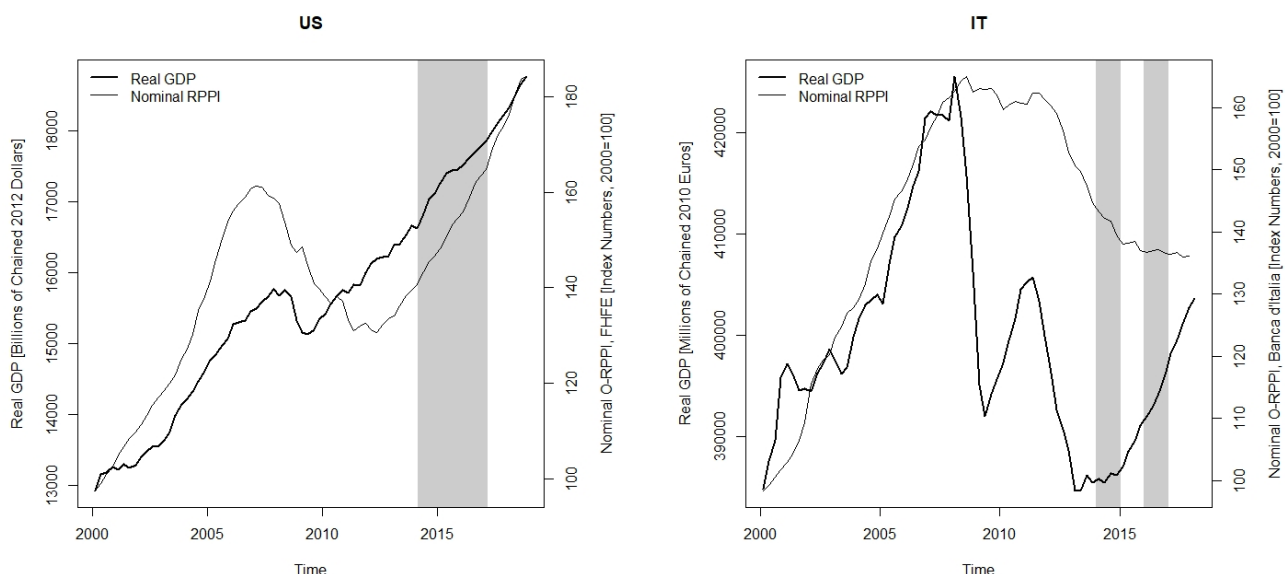 US
Real GDP
Nominal RPPI
Real GDP [Billions of Chained 2012 Dollars]
13000
14000
15000
16000
17000
18000
Nominal O-RPPI, FHFE [Index Numbers, 2000=100]
100
120
140
160
180
2000
2005
2010
2015
Time
IT
Real GDP
Nominal RPPI
Real GDP [Millions of Chained 2010 Euros]
390000
400000
410000
420000
Nominal O-RPPI, Banca d'Italia [Index Numbers, 2000=100]
100
110
120
130
140
150
160
2000
2005
2010
2015
Time